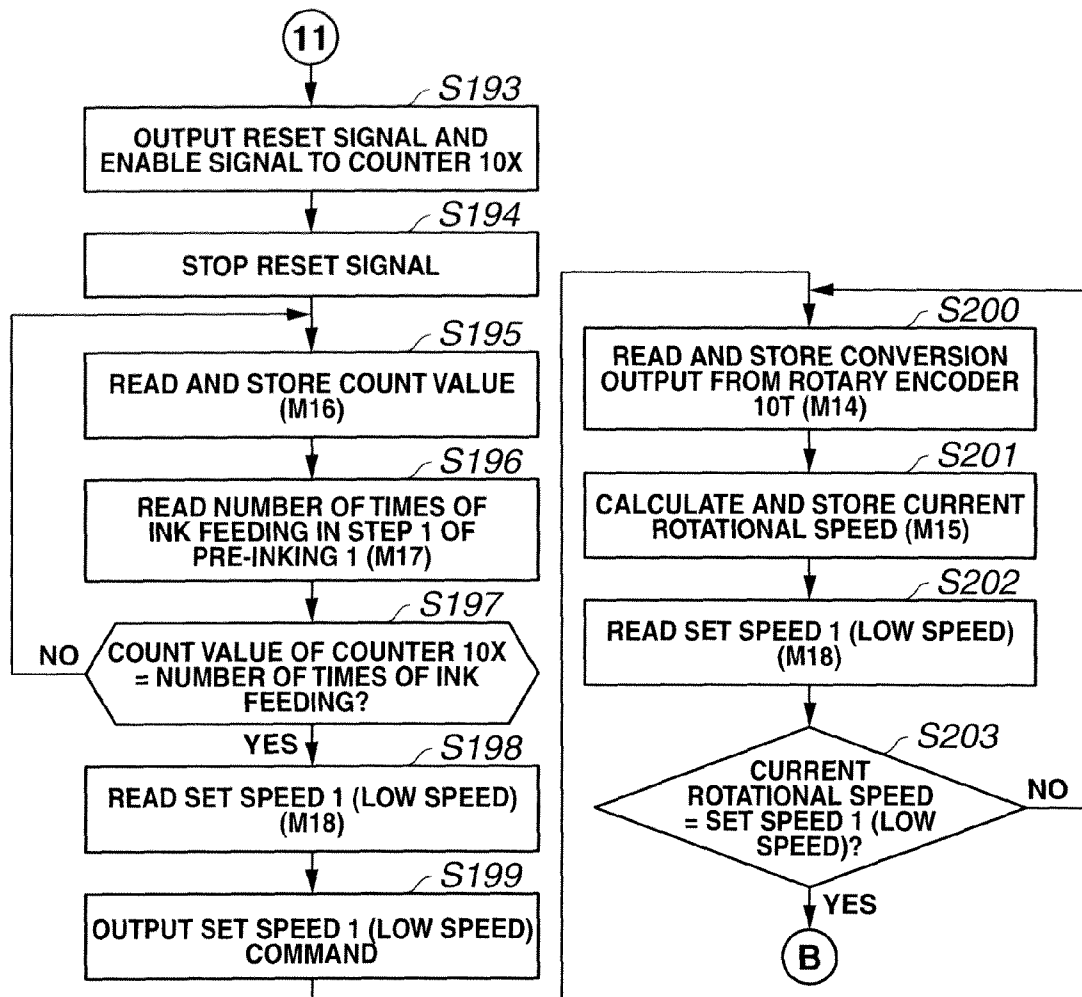 11
S193
OUTPUT RESET SIGNAL AND
ENABLE SIGNAL TO COUNTER 10X
S194
STOP RESET SIGNAL
S195
READ AND STORE COUNT VALUE
(M16)
S196
READ NUMBER OF TIMES OF
INK FEEDING IN STEP 1 OF
PRE-INKING 1 (M17)
S197
NO
COUNT VALUE OF COUNTER 10X
= NUMBER OF TIMES OF INK
FEEDING?
YES
S198
READ SET SPEED 1 (LOW SPEED)
(M18)
S199
OUTPUT SET SPEED 1 (LOW SPEED)
COMMAND
S200
READ AND STORE CONVERSION
OUTPUT FROM ROTARY ENCODER
10T (M14)
S201
CALCULATE AND STORE CURRENT
ROTATIONAL SPEED (M15)
S202
READ SET SPEED 1 (LOW SPEED)
(M18)
S203
CURRENT
ROTATIONAL SPEED
= SET SPEED 1 (LOW
SPEED)?
NO
YES
B